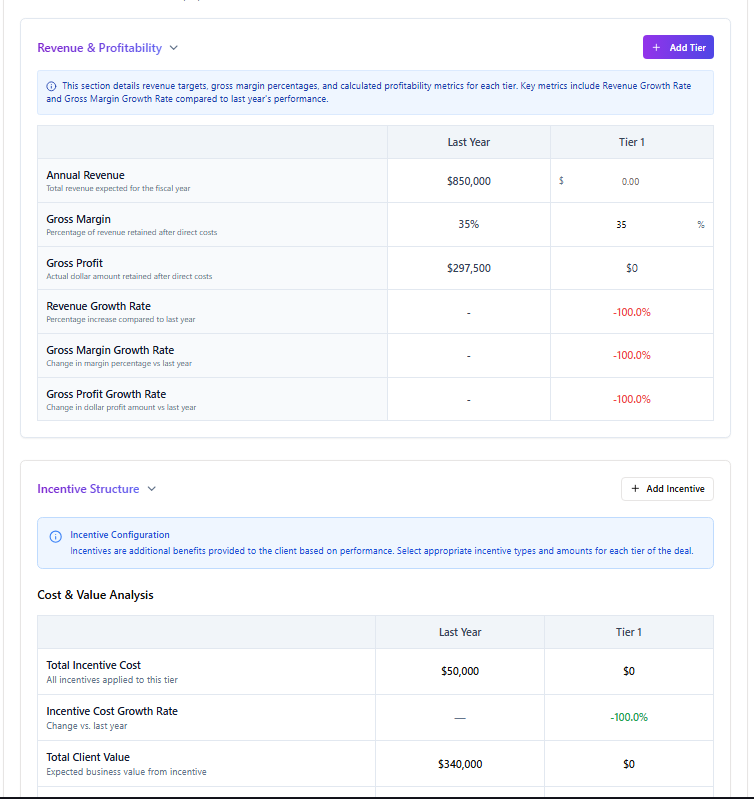 Revenue & Profitability
+ Add Tier
This section details revenue targets, gross margin percentages, and calculated profitability metrics for each tier. Key metrics include Revenue Growth Rate
and Gross Margin Growth Rate compared to last year's performance.
Last Year Tier 1
Annual Revenue
Total revenue expected for the fiscal year
$850,000 $ 0.00
Gross Margin
Percentage of revenue retained after direct costs
35% 35 %
Gross Profit
Actual dollar amount retained after direct costs
$297,500 $0
Revenue Growth Rate
Percentage increase compared to last year
- -100.0%
Gross Margin Growth Rate
Change in margin percentage vs last year
- -100.0%
Gross Profit Growth Rate
Change in dollar profit amount vs last year
- -100.0%
Incentive Structure
+ Add Incentive
Incentive Configuration
Incentives are additional benefits provided to the client based on performance. Select appropriate incentive types and amounts for each tier of the deal.
Cost & Value Analysis
Last Year Tier 1
Total Incentive Cost
All incentives applied to this tier
$50,000 $0
Incentive Cost Growth Rate
Change vs. last year
— -100.0%
Total Client Value
Expected business value from incentive
$340,000 $0